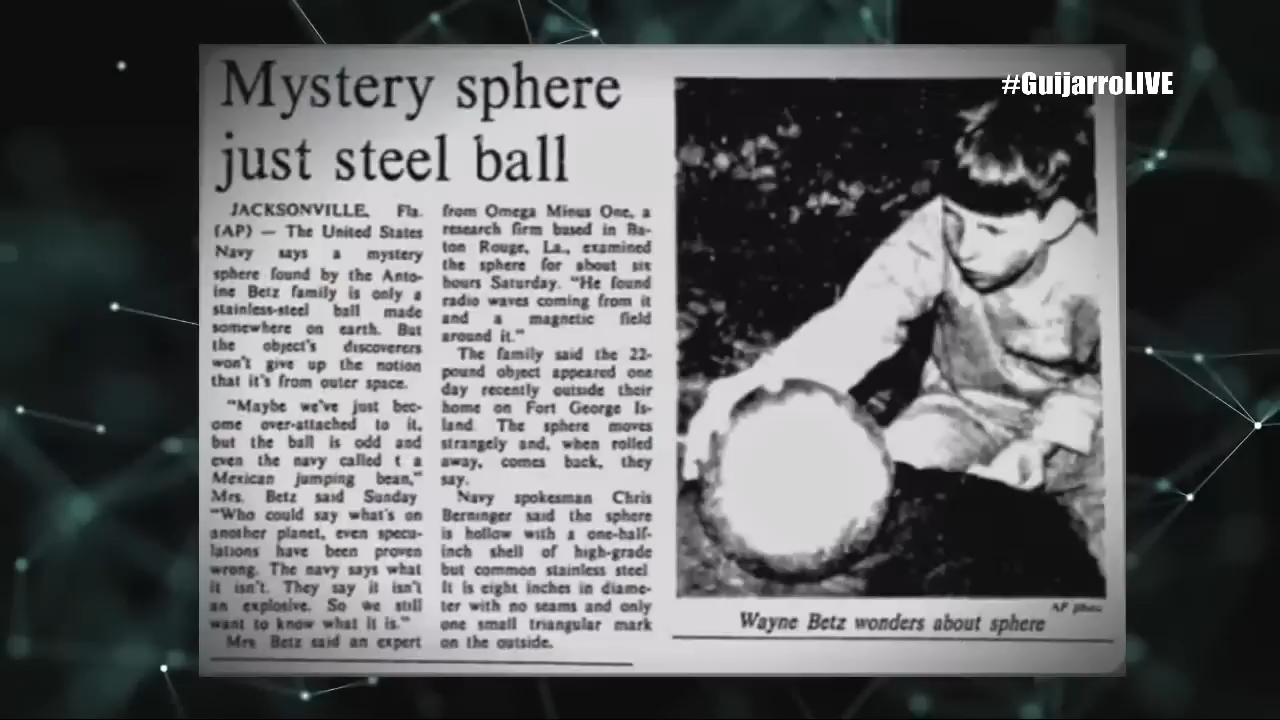 #GuijarroLIVE
Mystery sphere
just steel ball
JACKSONVILLE, Fla.
(AP) — The United States
Navy says a mystery
sphere found by the Anto-
ine Betz family is only a
stainless-steel ball made
somewhere on earth. But
the object's discoverers
won't give up the notion
that it's from outer space.
"Maybe we've just bec-
ome over-attached to it,
but the ball is odd and
even the navy called t a
Mexican jumping bean,"
Mrs. Betz said Sunday
"Who could say what's on
another planet, even specu-
lations have been proven
wrong. The navy says what
it isn't. They say it isn't
an explosive. So we still
want to know what it is."
Mrs Betz said an expert
from Omega Minus One, a
research firm based in Ba-
ton Rouge, La., examined
the sphere for about six
hours Saturday. "He found
radio waves coming from it
and a magnetic field
around it."
The family said the 22-
pound object appeared one
day recently outside their
home on Fort George Is-
land. The sphere moves
strangely and, when rolled
away, comes back, they
say.
Navy spokesman Chris
Berninger said the sphere
is hollow with a one-half-
inch shell of high-grade
but common stainless steel
It is eight inches in diame-
ter with no seams and only
one small triangular mark
on the outside.
AP photo
Wayne Betz wonders about sphere